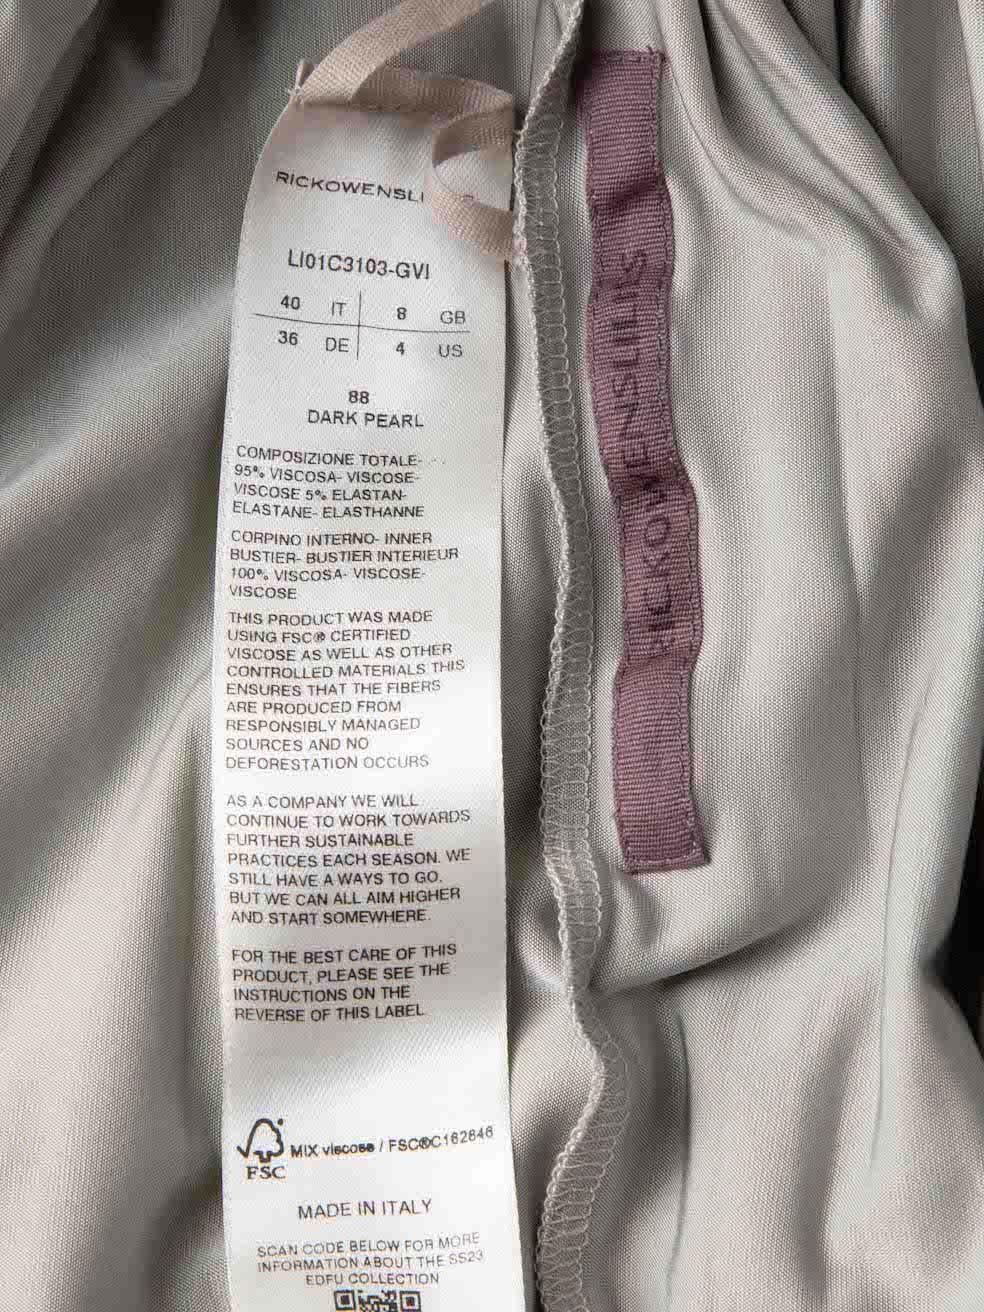 RICKOWENSLI
LI01C3103-GVI
40 IT 8 GB
36 DE 4 US
88
DARK PEARL
COMPOSIZIONE TOTALE-
95% VISCOSA- VISCOSE-
VISCOSE 5% ELASTAN-
ELASTANE- ELASTHANNE
CORPINO INTERNO- INNER
BUSTIER- BUSTIER INTERIEUR
100% VISCOSA- VISCOSE-
VISCOSE
THIS PRODUCT WAS MADE
USING FSC® CERTIFIED
VISCOSE AS WELL AS OTHER
CONTROLLED MATERIALS THIS
ENSURES THAT THE FIBERS
ARE PRODUCED FROM
RESPONSIBLY MANAGED
SOURCES AND NO
DEFORESTATION OCCURS
AS A COMPANY WE WILL
CONTINUE TO WORK TOWARDS
FURTHER SUSTAINABLE
PRACTICES EACH SEASON. WE
STILL HAVE A WAYS TO GO.
BUT WE CAN ALL AIM HIGHER
AND START SOMEWHERE.
FOR THE BEST CARE OF THIS
PRODUCT, PLEASE SEE THE
INSTRUCTIONS ON THE
REVERSE OF THIS LABEL
FSC
MIX viscose / FSC®C162646
MADE IN ITALY
SCAN CODE BELOW FOR MORE
INFORMATION ABOUT THE SS23
EDFU COLLECTION
RICKOWENSLILIES